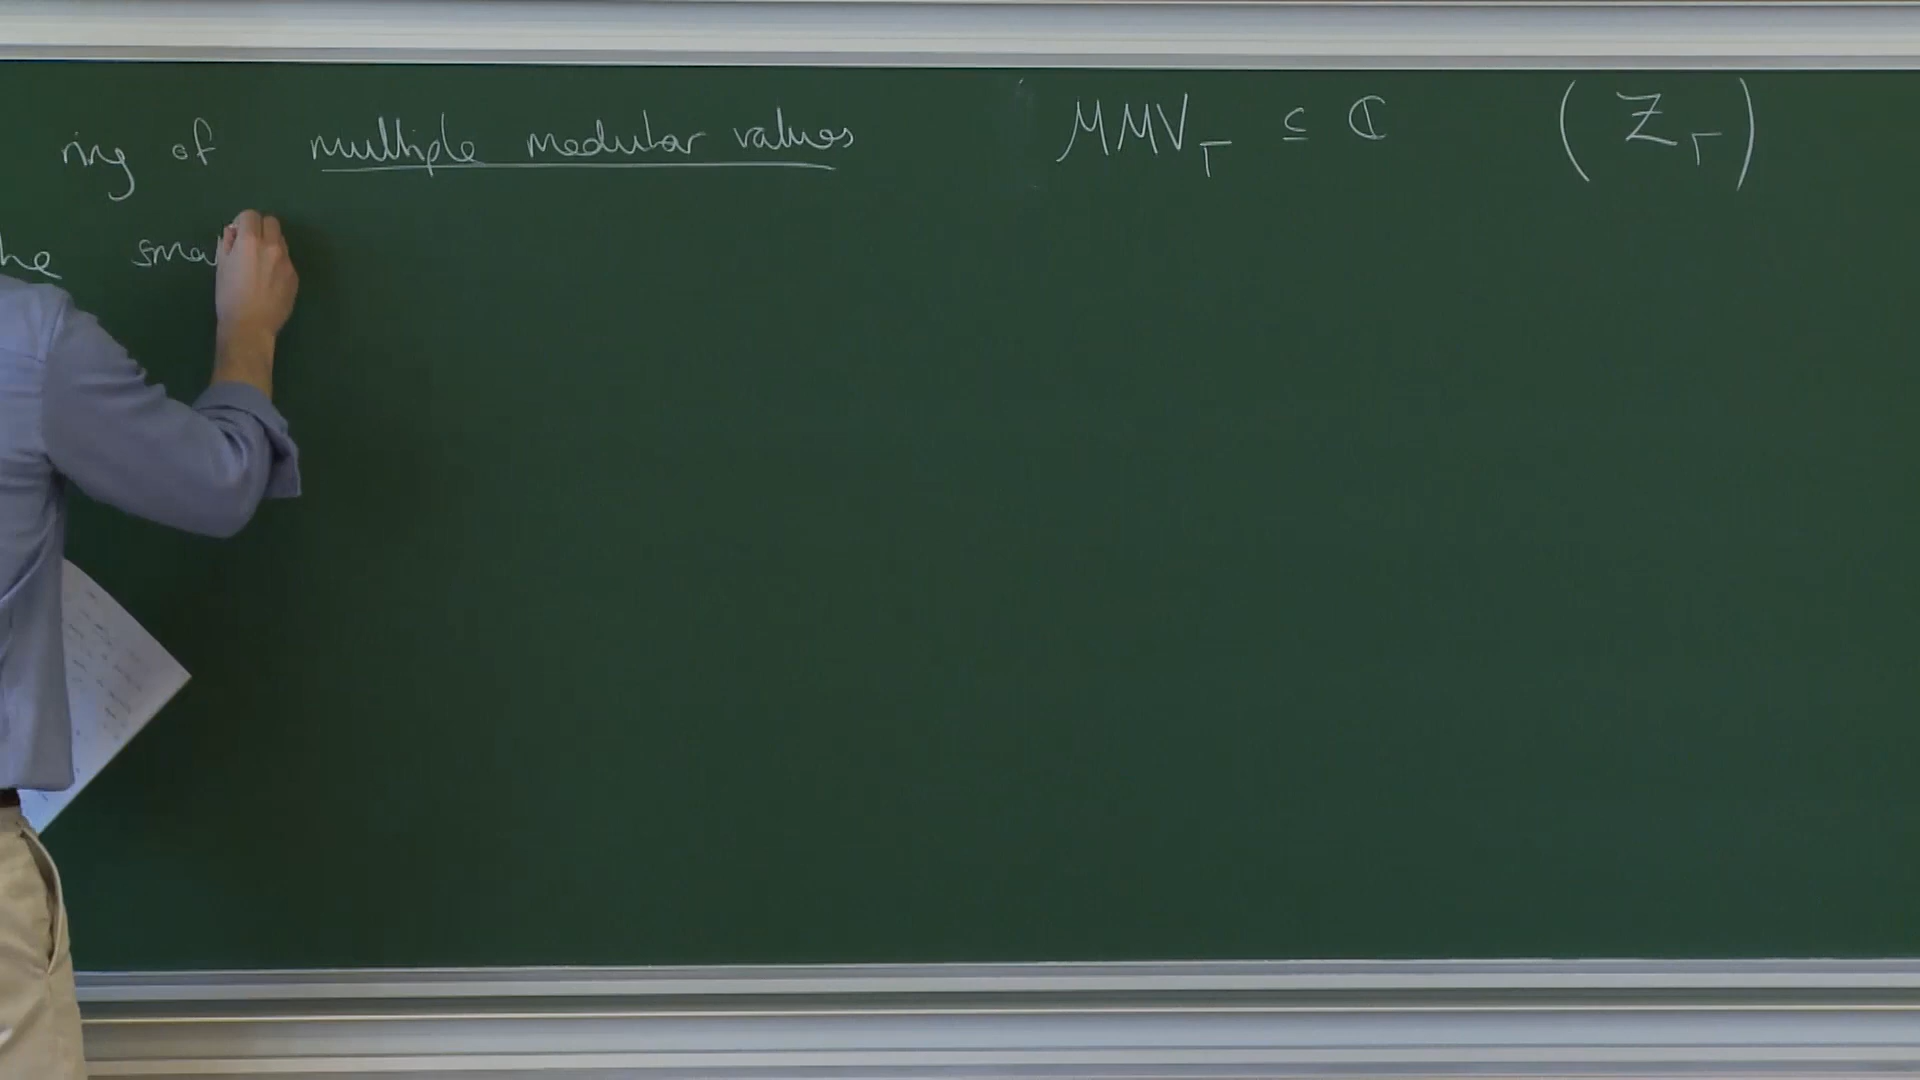 ring of multiple modular values MMV_Γ ⊆ ℂ (Z_Γ)
he sma